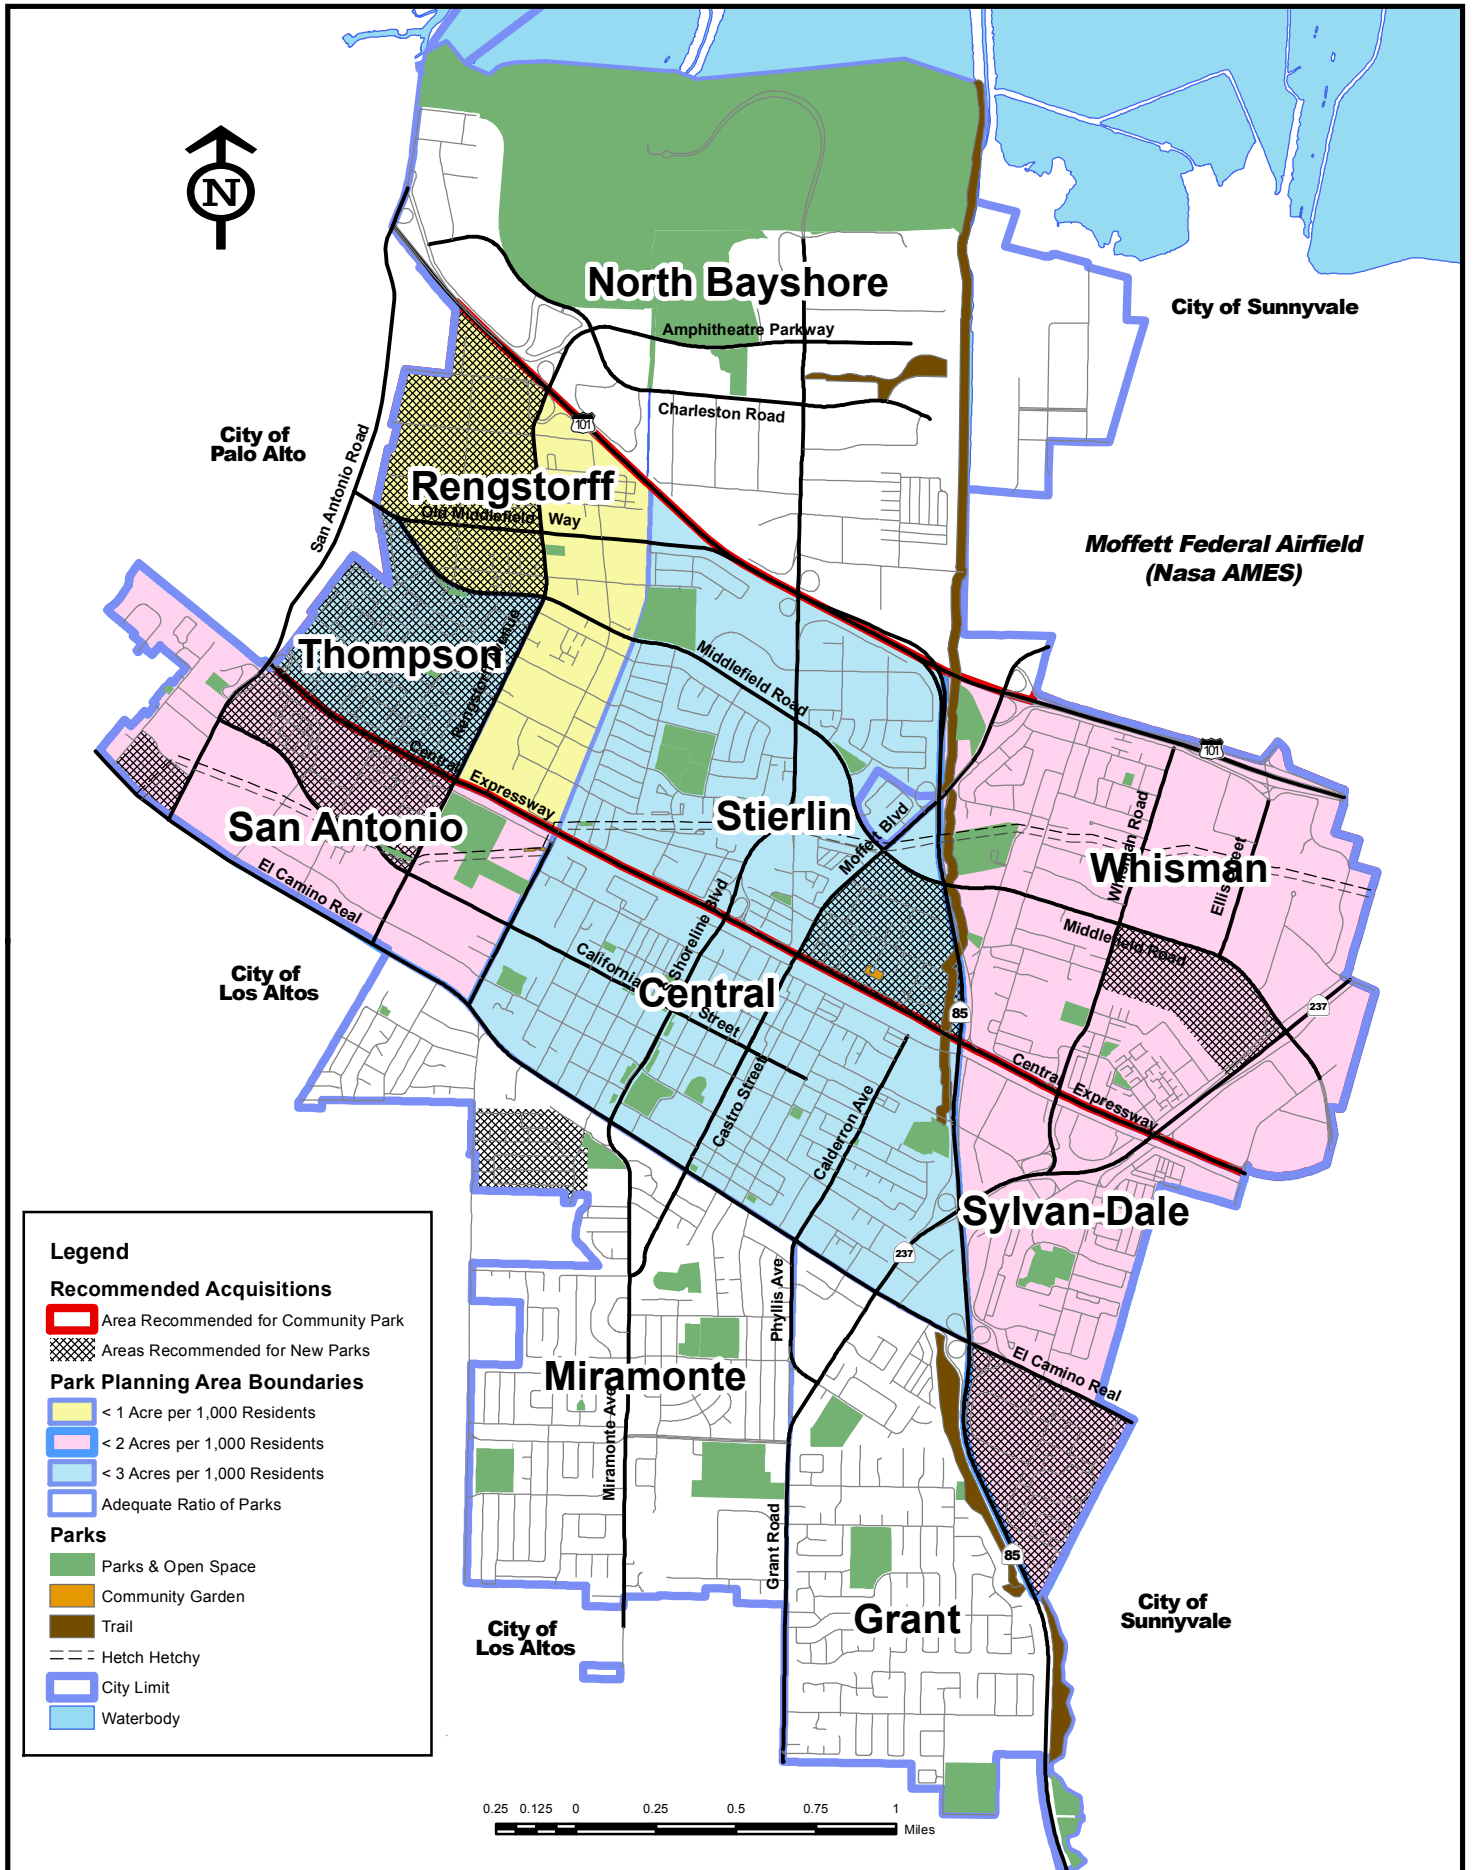 N
North Bayshore
City of Sunnyvale
Amphitheatre Parkway
Charleston Road
101
City of
Palo Alto
San Antonio Road
Rengstorff
Old Middlefield Way
Moffett Federal Airfield
(Nasa AMES)
Thompson
Rengstorff Avenue
Middlefield Road
Central Expressway
101
San Antonio
Stierlin
Moffett Blvd
Whisman Road
Whisman
Ellis Street
El Camino Real
Shoreline Blvd
Middlefield Road
City of
Los Altos
California Street
Central
85
237
Central Expressway
Castro Street
Calderron Ave
Sylvan-Dale
237
Phyllis Ave
El Camino Real
Miramonte
Miramonte Ave
Grant Road
85
Grant
City of
Sunnyvale
City of
Los Altos
Legend
Recommended Acquisitions
Area Recommended for Community Park
Areas Recommended for New Parks
Park Planning Area Boundaries
< 1 Acre per 1,000 Residents
< 2 Acres per 1,000 Residents
< 3 Acres per 1,000 Residents
Adequate Ratio of Parks
Parks
Parks & Open Space
Community Garden
Trail
Hetch Hetchy
City Limit
Waterbody
0.25 0.125 0 0.25 0.5 0.75 1
Miles